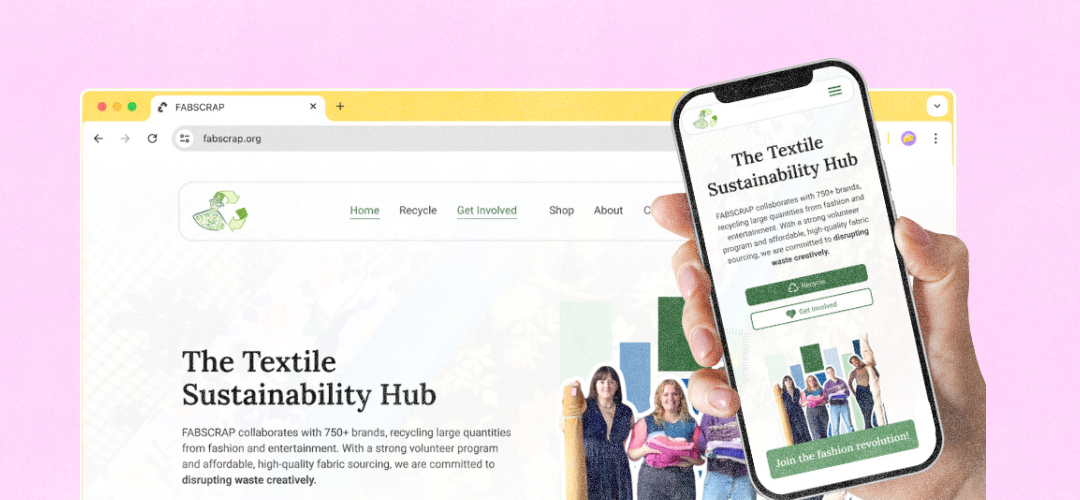 FABSCRAP
fabscrap.org
Home Recycle Get Involved Shop About C
The Textile
Sustainability Hub
FABSCRAP collaborates with 750+ brands, recycling large quantities
from fashion and entertainment. With a strong volunteer program
and affordable, high-quality fabric sourcing, we are committed to
disrupting waste creatively.
The Textile
Sustainability Hub
FABSCRAP collaborates with 750+ brands,
recycling large quantities from fashion and
entertainment. With a strong volunteer
program and affordable, high-quality fabric
sourcing, we are committed to disrupting
waste creatively.
Recycle
Get Involved
Join the fashion revolution!